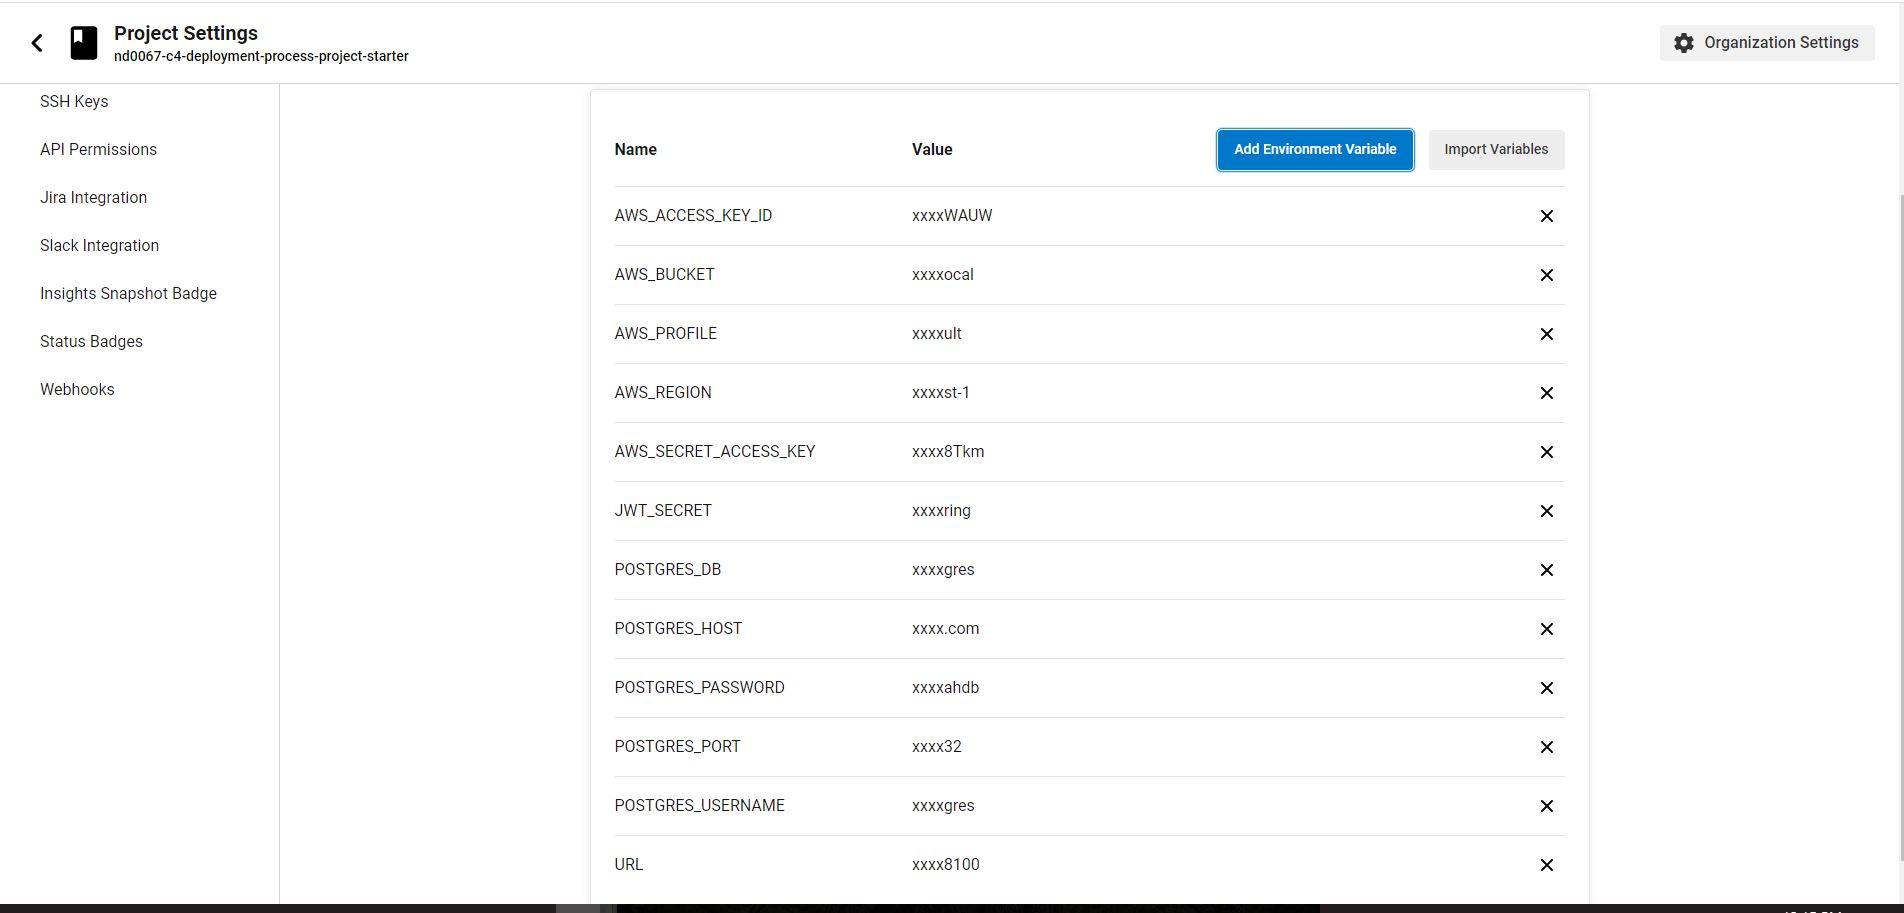 Project Settings
nd0067-c4-deployment-process-project-starter
Organization Settings
SSH Keys
API Permissions
Jira Integration
Slack Integration
Insights Snapshot Badge
Status Badges
Webhooks
Name Value Add Environment Variable Import Variables
AWS_ACCESS_KEY_ID xxxxWAUW
AWS_BUCKET xxxxocal
AWS_PROFILE xxxxult
AWS_REGION xxxxst-1
AWS_SECRET_ACCESS_KEY xxxx8Tkm
JWT_SECRET xxxxring
POSTGRES_DB xxxxgres
POSTGRES_HOST xxxx.com
POSTGRES_PASSWORD xxxxahdb
POSTGRES_PORT xxxx32
POSTGRES_USERNAME xxxxgres
URL xxxx8100